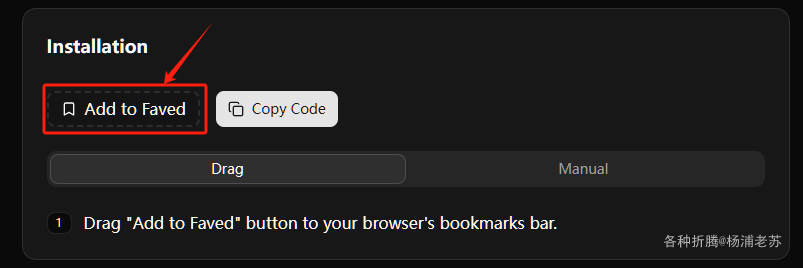 Installation
Add to Faved
Copy Code
Drag
Manual
1 Drag "Add to Faved" button to your browser's bookmarks bar.
各种折腾@杨浦老苏